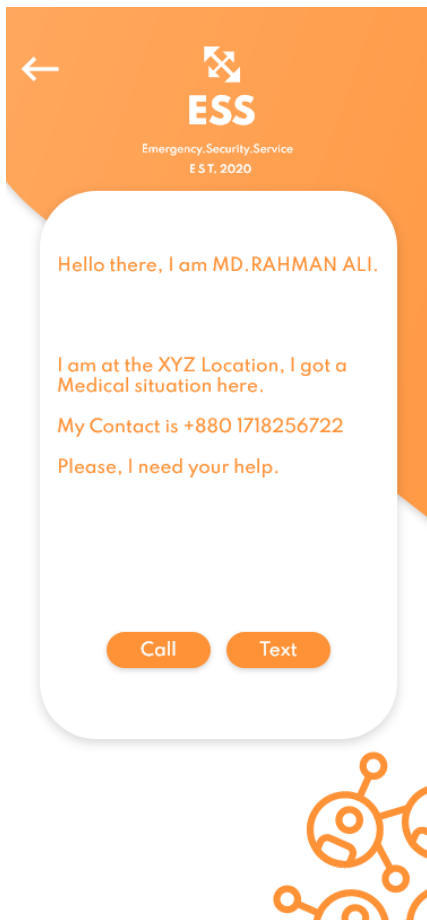 ESS
Emergency.Security.Service
E S T. 2020
Hello there, I am MD.RAHMAN ALI.
I am at the XYZ Location, I got a
Medical situation here.
My Contact is +880 1718256722
Please, I need your help.
Call
Text